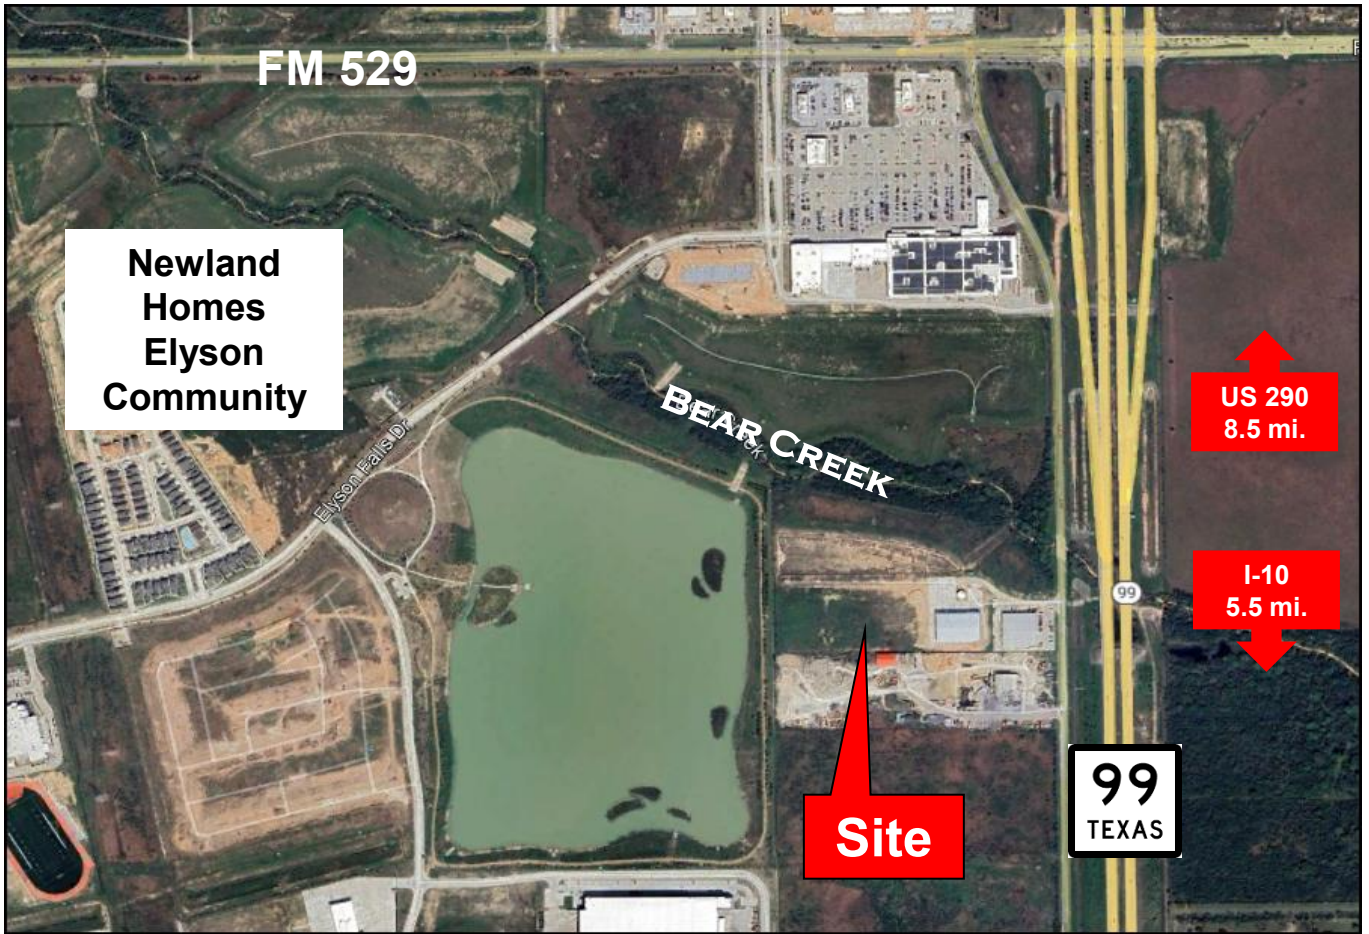 FM 529
Newland
Homes
Elyson
Community
Elyson Falls Dr
BEAR CREEK
US 290
8.5 mi.
I-10
5.5 mi.
99
99
TEXAS
Site